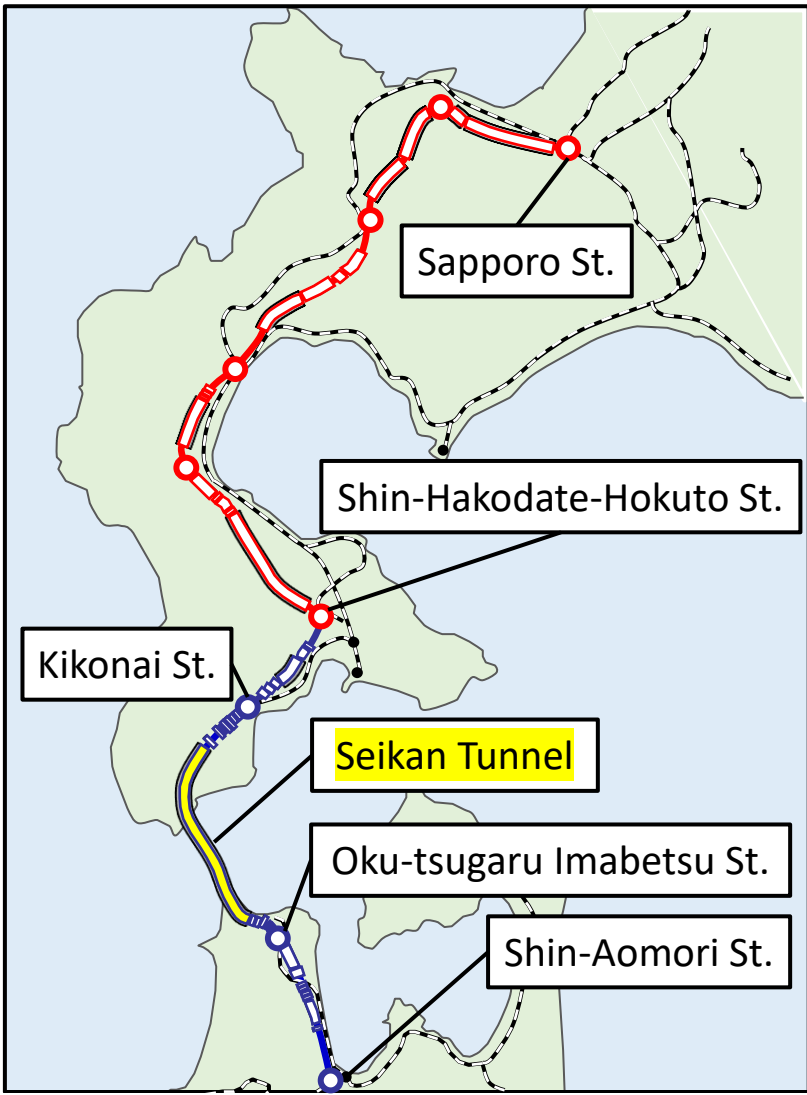 Sapporo St.
Shin-Hakodate-Hokuto St.
Kikonai St.
Seikan Tunnel
Oku-tsugaru Imabetsu St.
Shin-Aomori St.